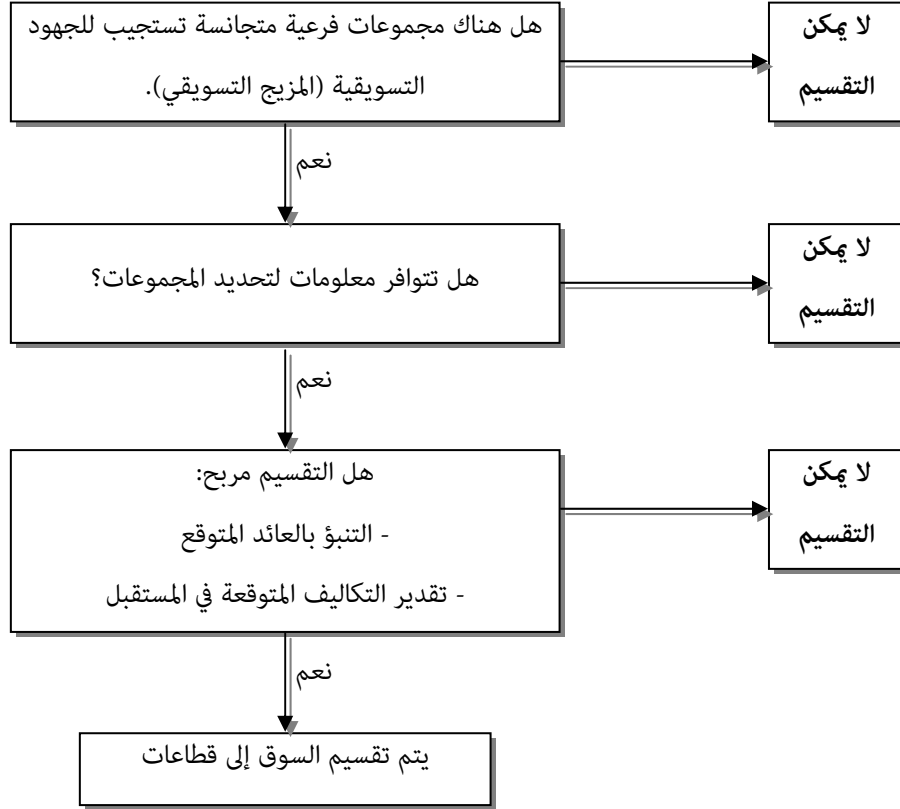 هل هناك مجموعات فرعية متجانسة تستجيب للجهود
التسويقية (المزيج التسويقي).
لا يمكن
التقسيم
نعم
هل تتوافر معلومات لتحديد المجموعات؟
لا يمكن
التقسيم
نعم
هل التقسيم مربح:
- التنبؤ بالعائد المتوقع
- تقدير التكاليف المتوقعة في المستقبل
لا يمكن
التقسيم
نعم
يتم تقسيم السوق إلى قطاعات